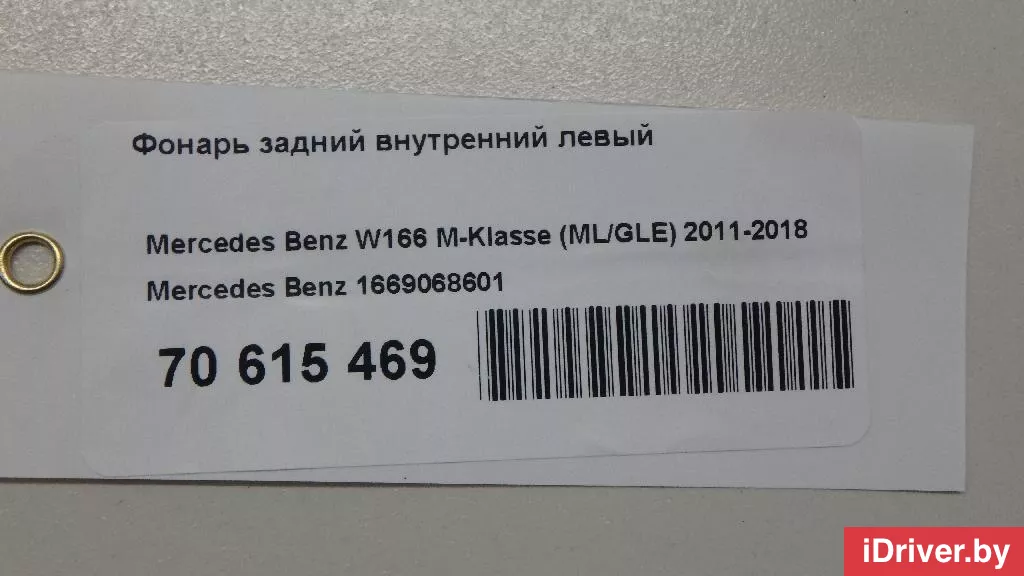 Фонарь задний внутренний левый
Mercedes Benz W166 M-Klasse (ML/GLE) 2011-2018
Mercedes Benz 1669068601
70 615 469
iDriver.by